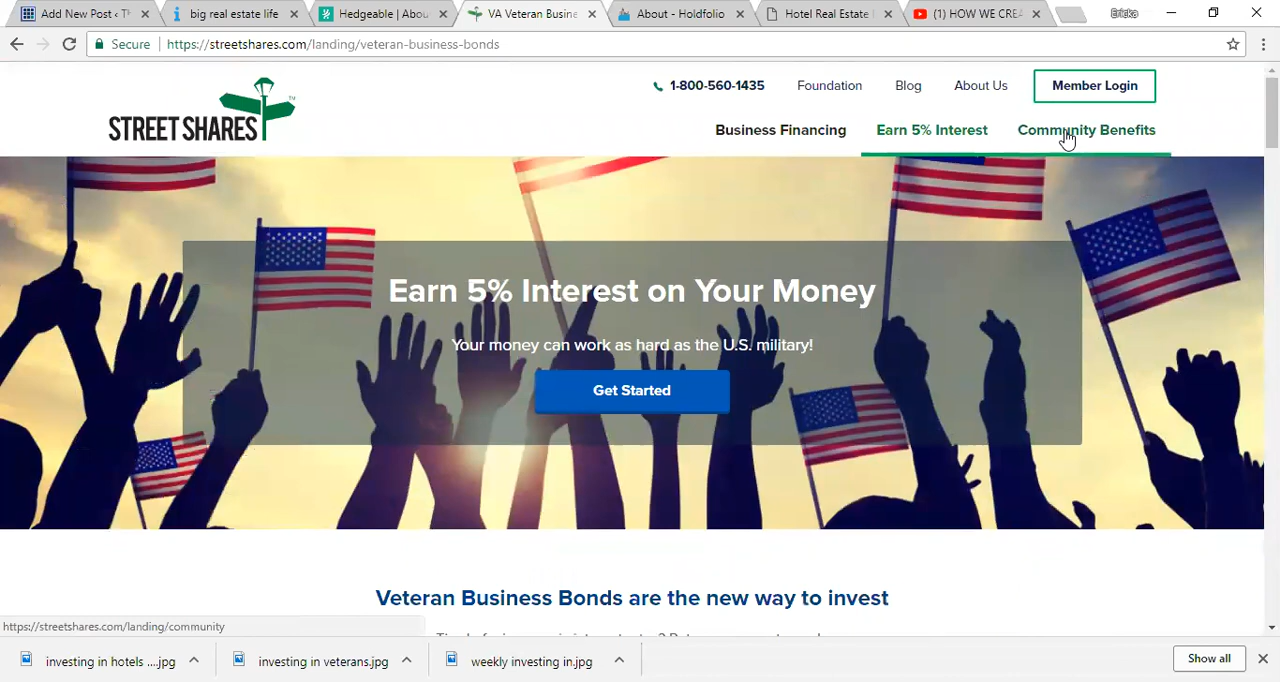 Add New Post ‹ T
big real estate life
Hedgeable | Abou
VA Veteran Busine
About - Holdfolio
Hotel Real Estate
(1) HOW WE CREA
Ericka
Secure https://streetshares.com/landing/veteran-business-bonds
1-800-560-1435 Foundation Blog About Us Member Login
STREET SHARES
Business Financing Earn 5% Interest Community Benefits
Earn 5% Interest on Your Money
Your money can work as hard as the U.S. military!
Get Started
Veteran Business Bonds are the new way to invest
https://streetshares.com/landing/community
investing in hotels ....jpg
investing in veterans.jpg
weekly investing in.jpg
Show all